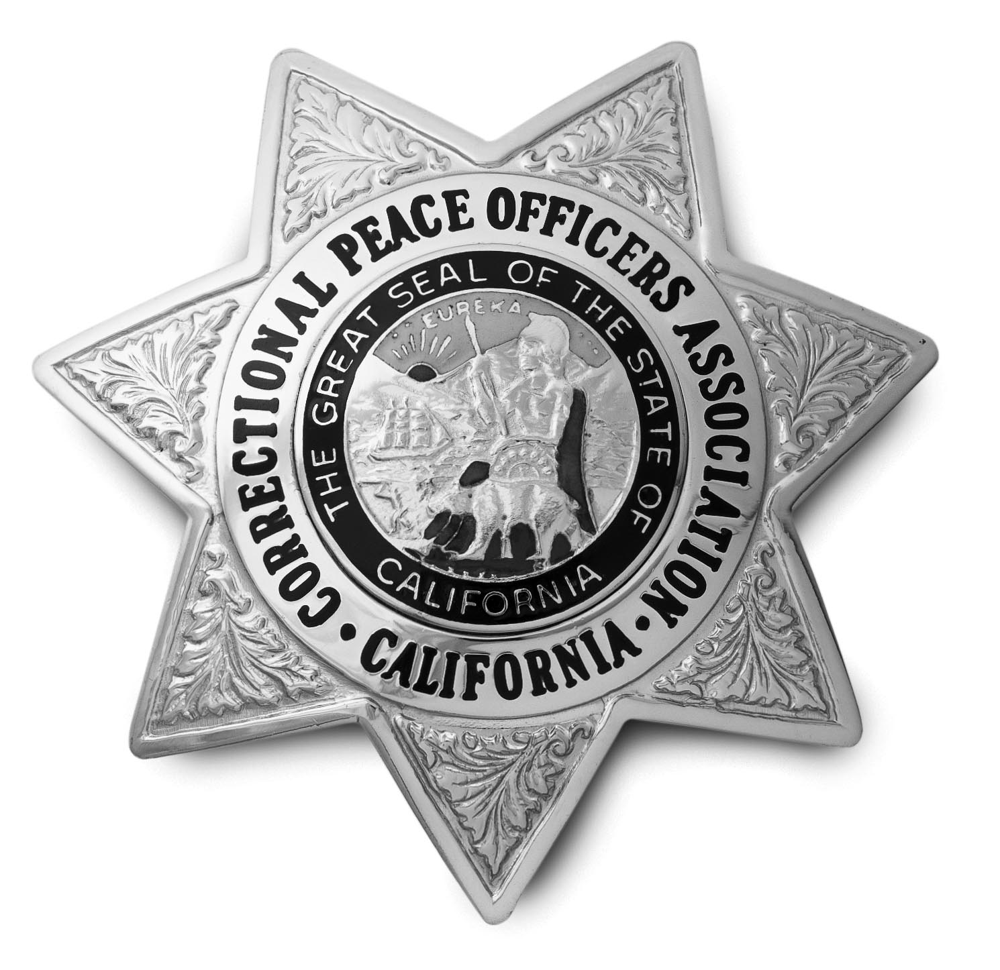 CORRECTIONAL PEACE OFFICERS ASSOCIATION
• CALIFORNIA •
THE GREAT SEAL OF THE STATE OF
CALIFORNIA
EUREKA